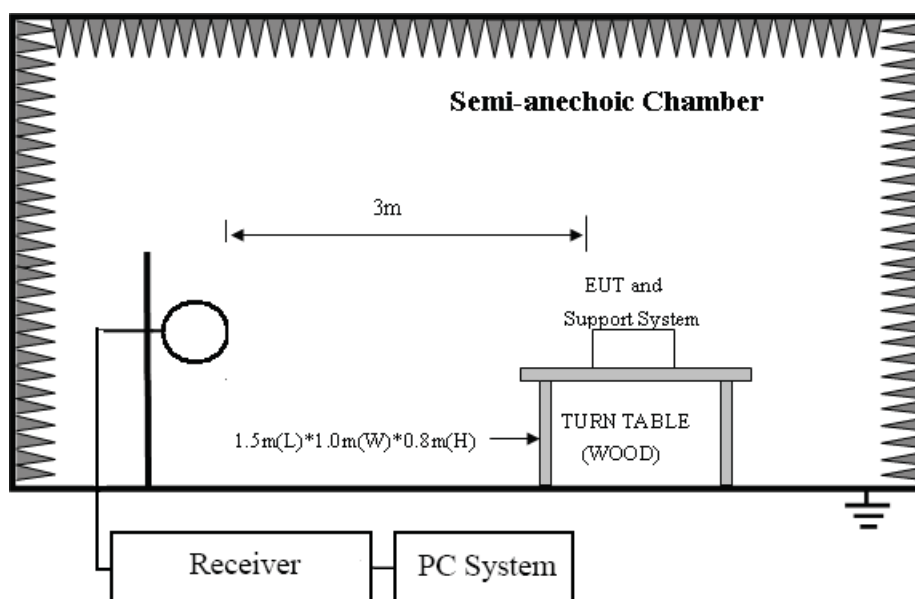 Semi-anechoic Chamber
3m
EUT and
Support System
1.5m(L)*1.0m(W)*0.8m(H)
TURN TABLE
(WOOD)
Receiver
PC System